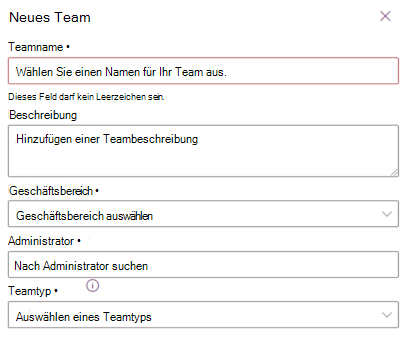 Neues Team
Teamname •
Wählen Sie einen Namen für Ihr Team aus.
Dieses Feld darf kein Leerzeichen sein.
Beschreibung
Hinzufügen einer Teambeschreibung
Geschäftsbereich •
Geschäftsbereich auswählen
Administrator •
Nach Administrator suchen
Teamtyp •
Auswählen eines Teamtyps